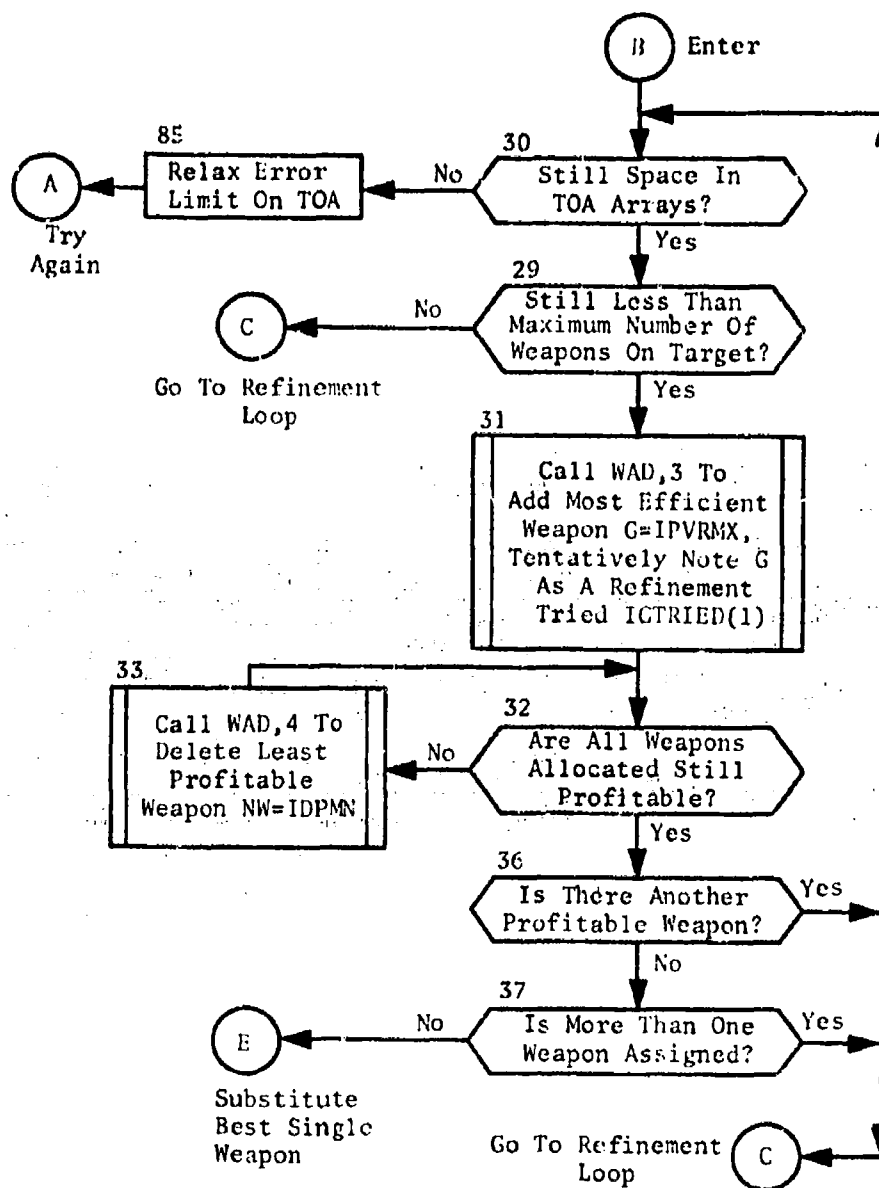 B Enter
85
Relax Error
Limit On TOA
A
Try
Again
No
30
Still Space In
TOA Arrays?
Yes
29
Still Less Than
Maximum Number Of
Weapons On Target?
No
C
Go To Refinement
Loop
Yes
31
Call WAD,3 To
Add Most Efficient
Weapon G=IPVRMX,
Tentatively Note G
As A Refinement
Tried IGTRIED(1)
33
Call WAD,4 To
Delete Least
Profitable
Weapon NW=IDPMN
No
32
Are All Weapons
Allocated Still
Profitable?
Yes
36
Is There Another
Profitable Weapon?
Yes
No
37
Is More Than One
Weapon Assigned?
Yes
No
E
Substitute
Best Single
Weapon
Go To Refinement
Loop
C